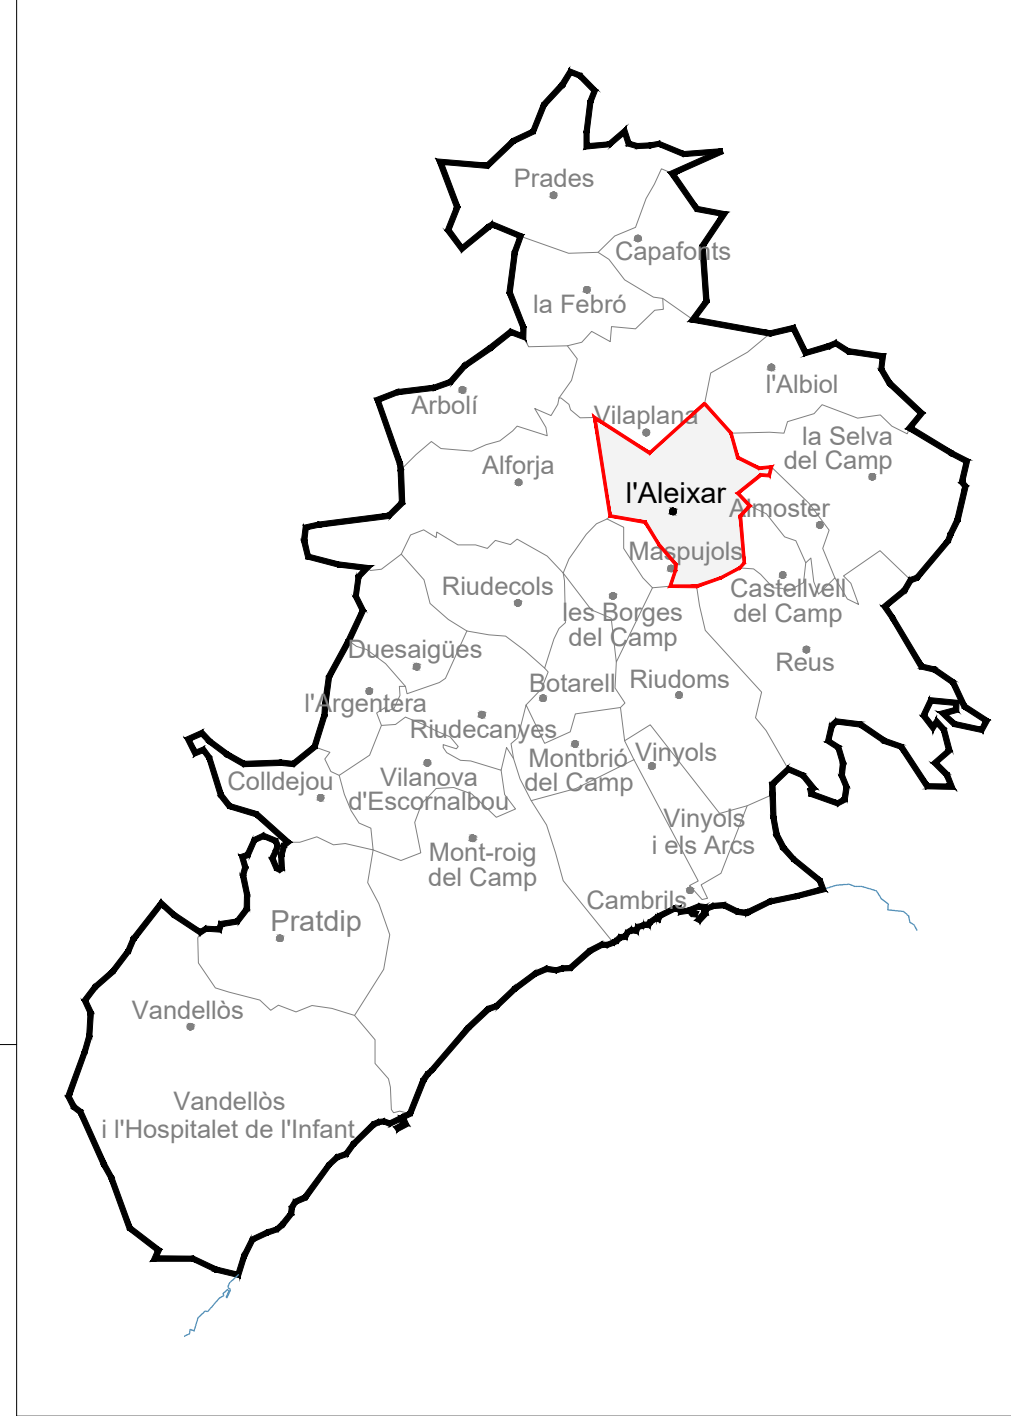 Prades
Capafonts
la Febró
l'Albiol
Arbolí
Vilaplana
la Selva
del Camp
Alforja
l'Aleixar
Almoster
Maspujols
Riudecols
Castellvell
del Camp
les Borges
del Camp
Duesaigües
Reus
Botarell
Riudoms
l'Argentera
Riudecanyes
Montbrió
del Camp
Vinyols
Colldejou
Vilanova
d'Escornalbou
Vinyols
i els Arcs
Mont-roig
del Camp
Cambrils
Pratdip
Vandellòs
Vandellòs
i l'Hospitalet de l'Infant